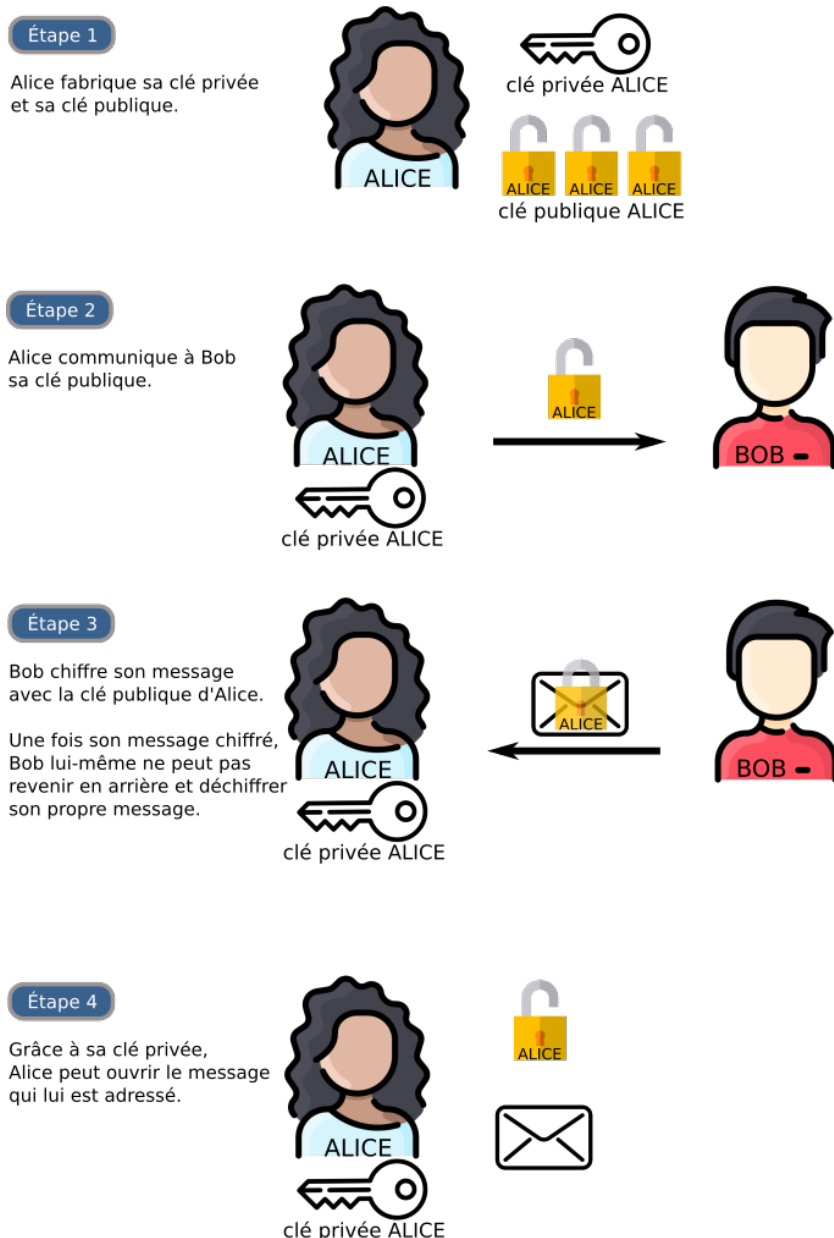 Étape 1
Alice fabrique sa clé privée
et sa clé publique.
ALICE
clé privée ALICE
ALICE ALICE ALICE
clé publique ALICE
Étape 2
Alice communique à Bob
sa clé publique.
ALICE
clé privée ALICE
ALICE
BOB
Étape 3
Bob chiffre son message
avec la clé publique d'Alice.
Une fois son message chiffré,
Bob lui-même ne peut pas
revenir en arrière et déchiffrer
son propre message.
ALICE
clé privée ALICE
ALICE
BOB
Étape 4
Grâce à sa clé privée,
Alice peut ouvrir le message
qui lui est adressé.
ALICE
clé privée ALICE
ALICE